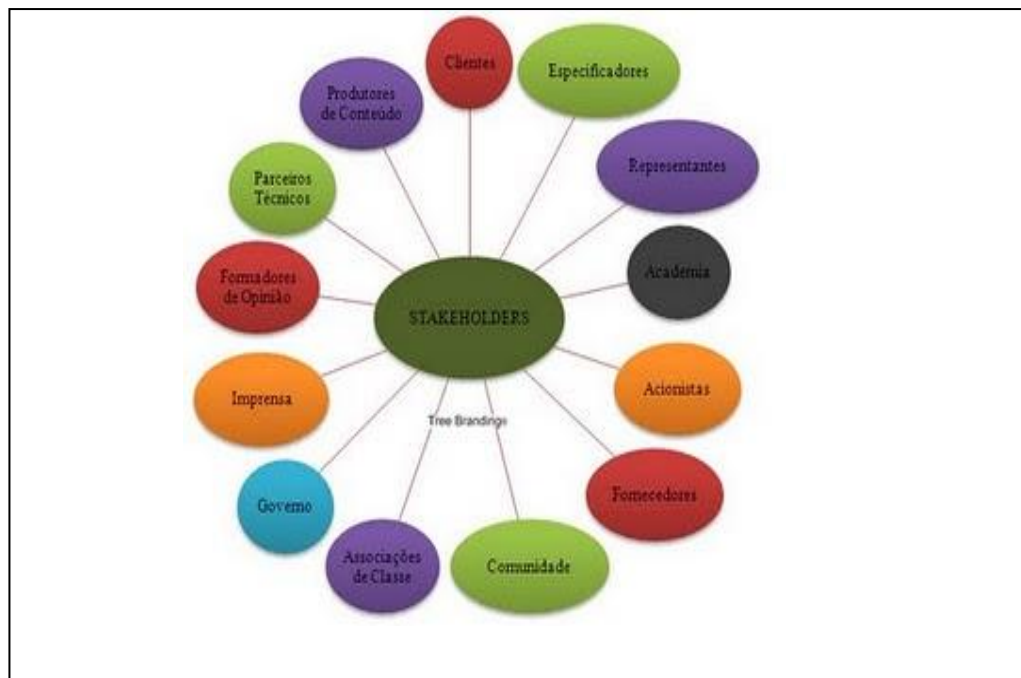 Clientes
Especificadores
Produtores
de Conteúdo
Representantes
Parceiros
Técnicos
Academia
Formadores
de Opinião
STAKEHOLDERS
Imprensa
Acionistas
Tree Brandings
Governo
Fornecedores
Associações
de Classe
Comunidade